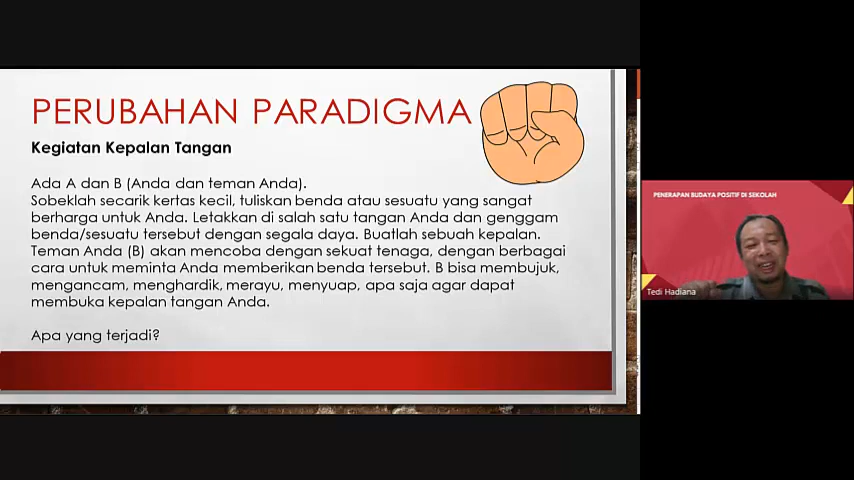 PERUBAHAN PARADIGMA
Kegiatan Kepalan Tangan
Ada A dan B (Anda dan teman Anda).
Sobeklah secarik kertas kecil, tuliskan benda atau sesuatu yang sangat
berharga untuk Anda. Letakkan di salah satu tangan Anda dan genggam
benda/sesuatu tersebut dengan segala daya. Buatlah sebuah kepalan.
Teman Anda (B) akan mencoba dengan sekuat tenaga, dengan berbagai
cara untuk meminta Anda memberikan benda tersebut. B bisa membujuk,
mengancam, menghardik, merayu, menyuap, apa saja agar dapat
membuka kepalan tangan Anda.
Apa yang terjadi?
PENERAPAN BUDAYA POSITIF DI SEKOLAH
Tedi Hadiana